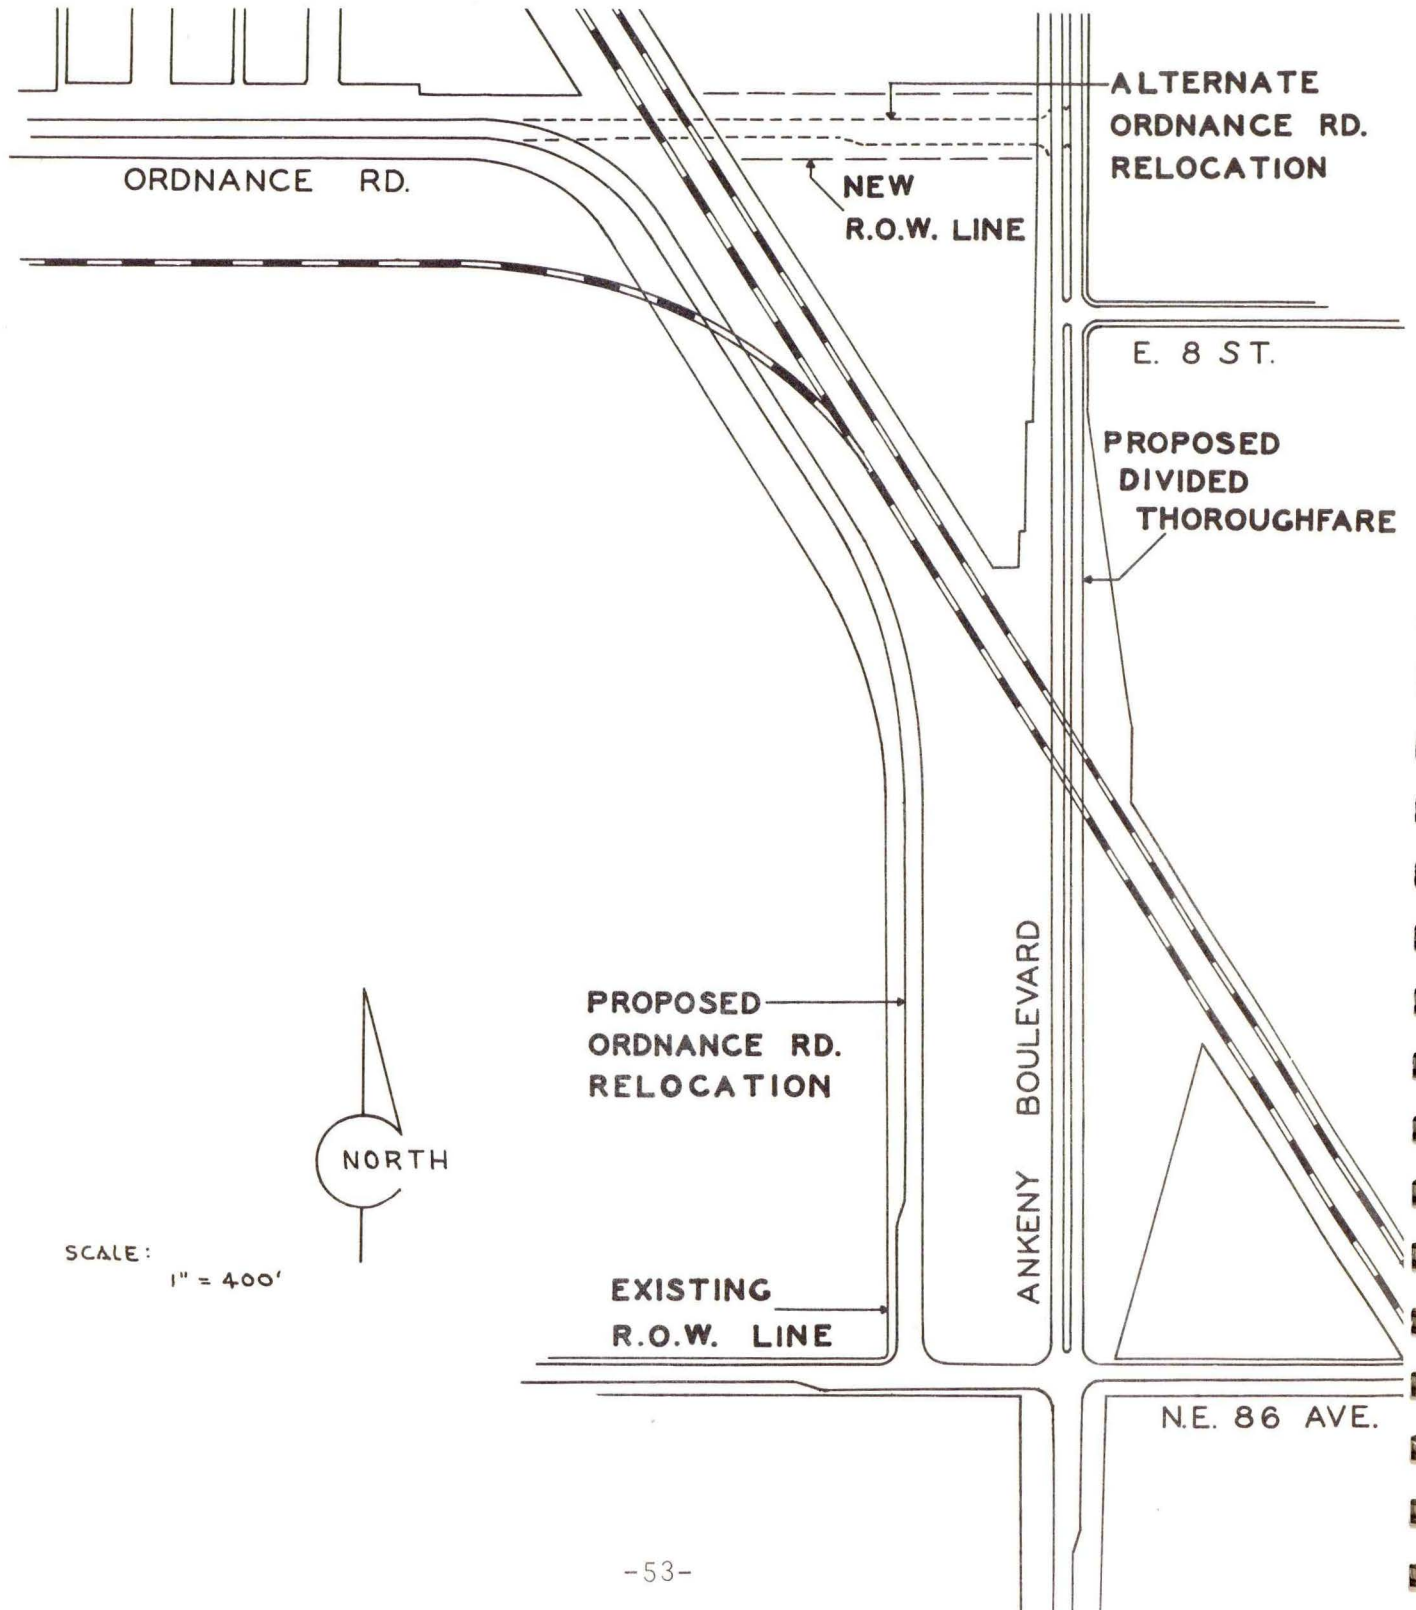 ALTERNATE
ORDNANCE RD.
RELOCATION
ORDNANCE RD.
NEW
R.O.W. LINE
E. 8 ST.
PROPOSED
DIVIDED
THOROUGHFARE
PROPOSED
ORDNANCE RD.
RELOCATION
ANKENY BOULEVARD
NORTH
SCALE:
1" = 400'
EXISTING
R.O.W. LINE
N.E. 86 AVE.
-53-